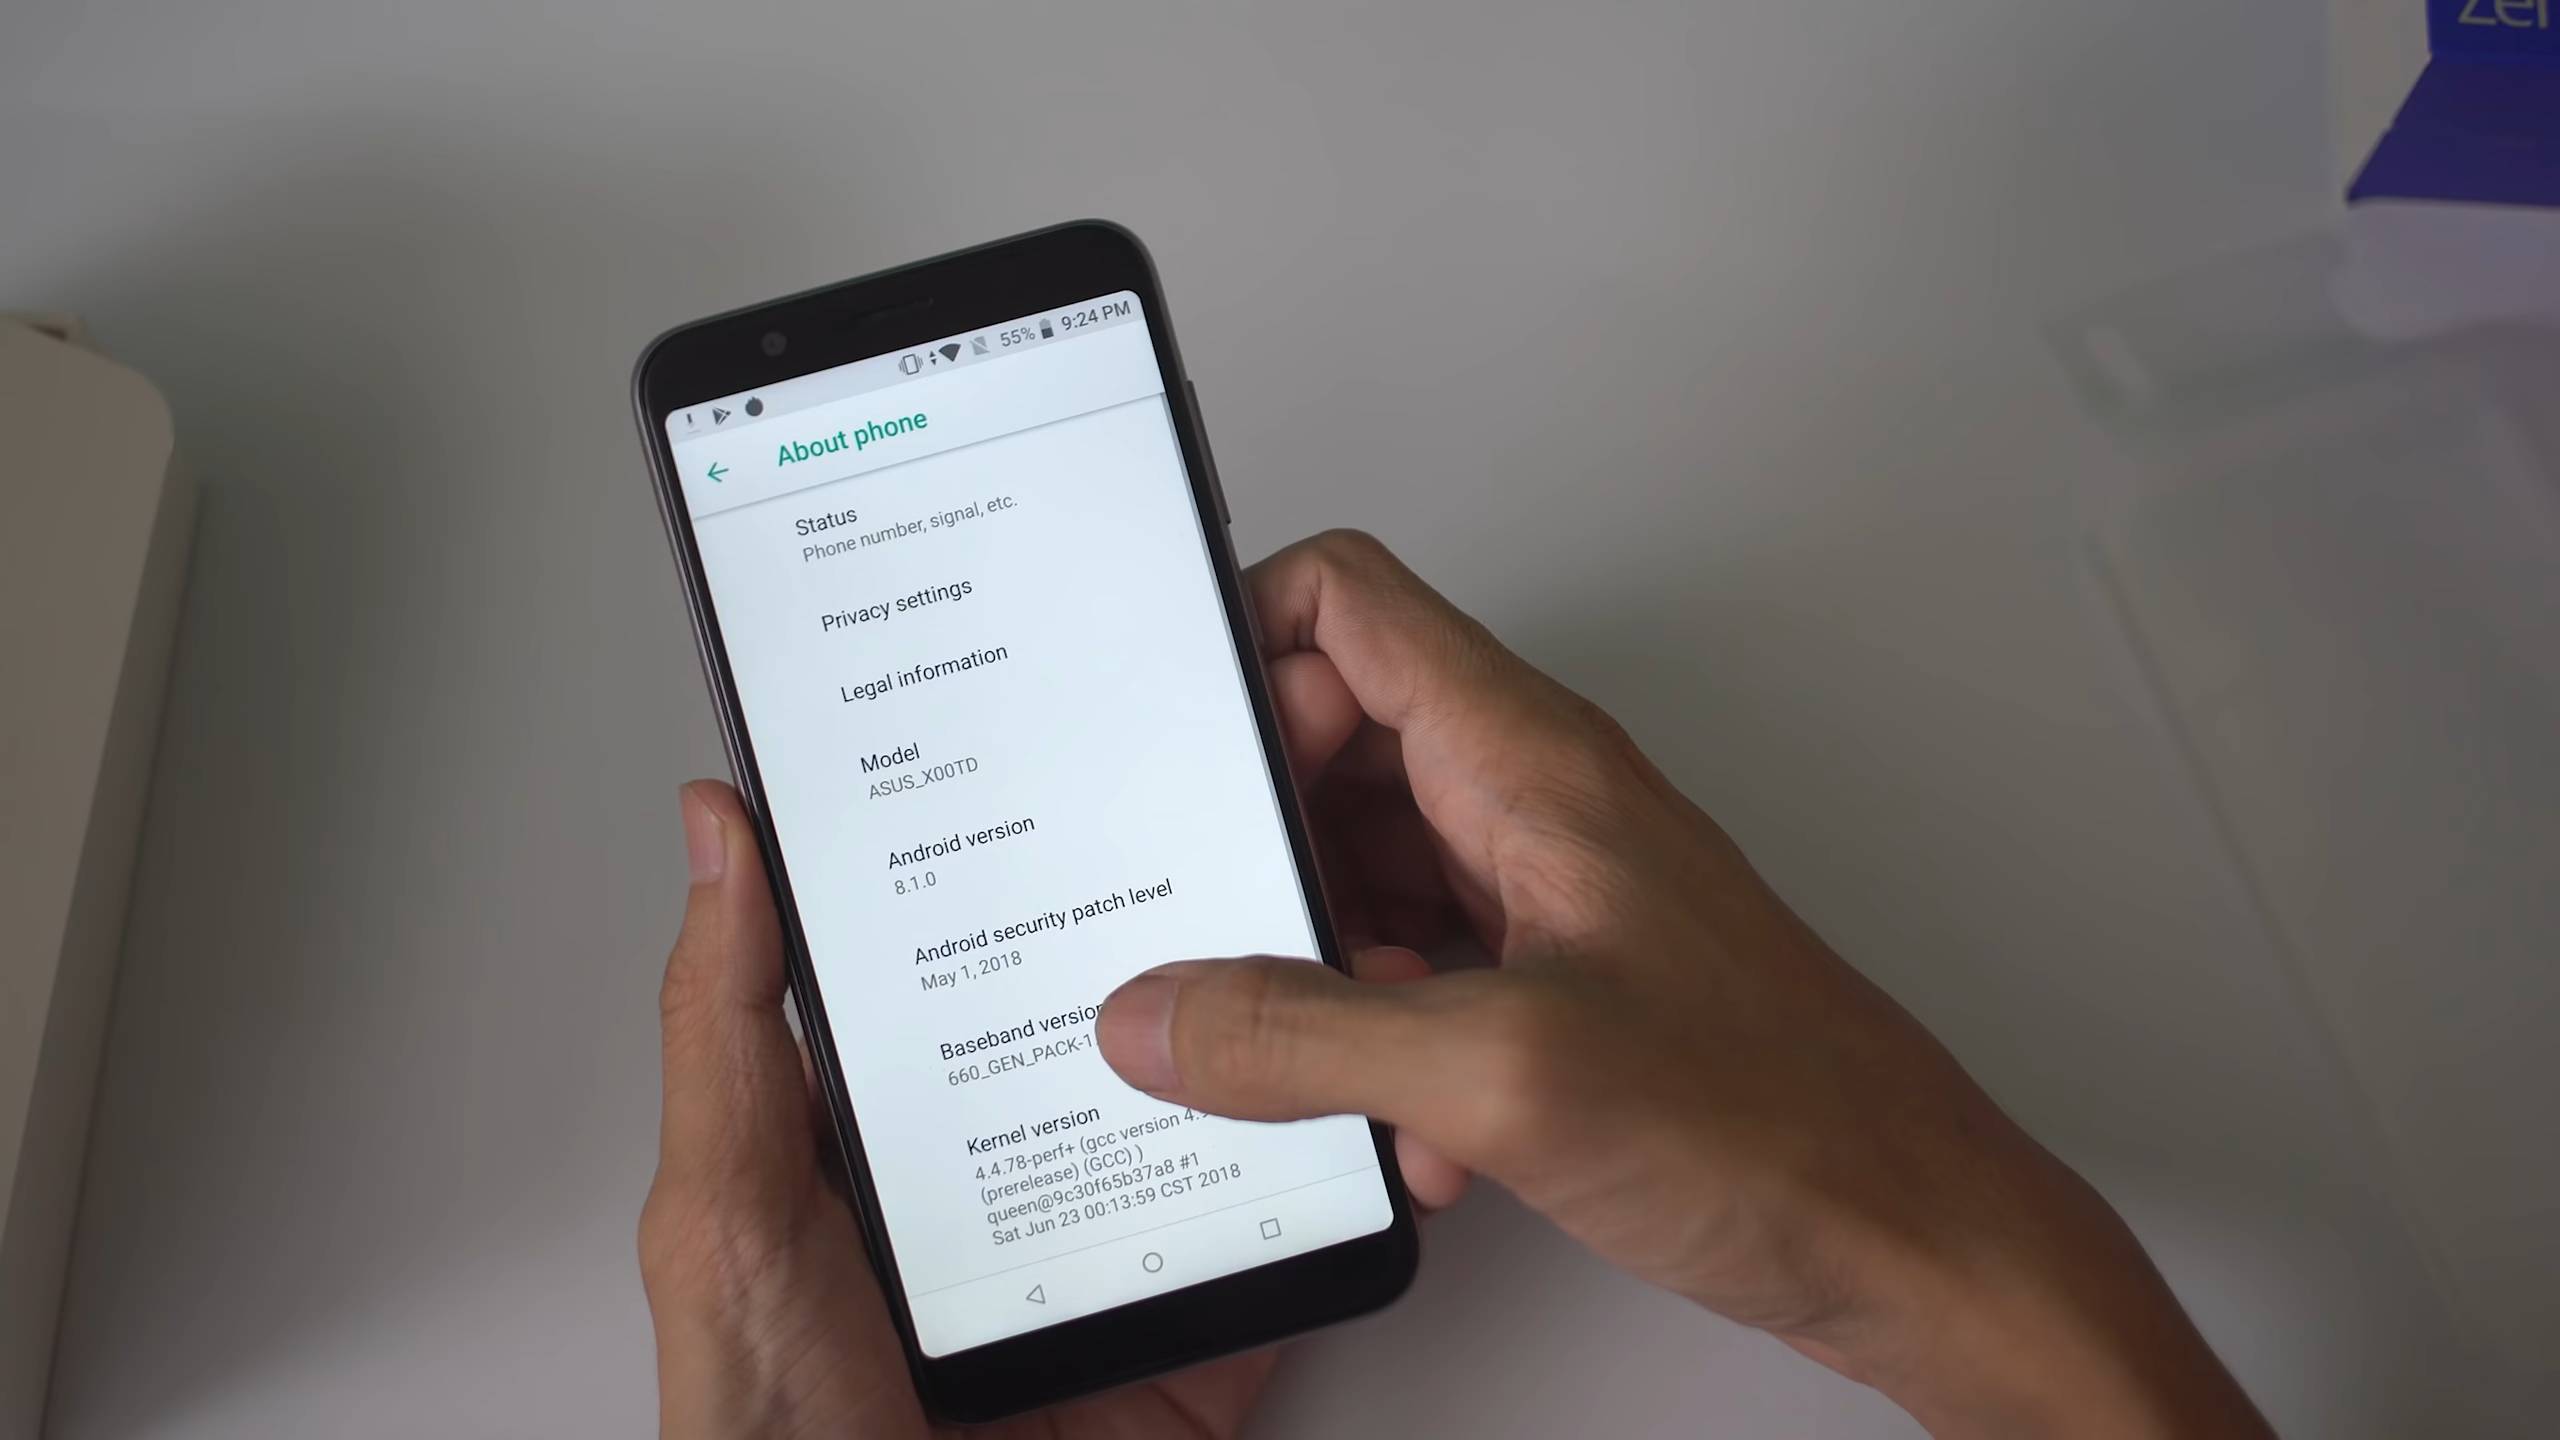 55% 9:24 PM
About phone
Status
Phone number, signal, etc.
Privacy settings
Legal information
Model
ASUS_X00TD
Android version
8.1.0
Android security patch level
May 1, 2018
Baseband version
660_GEN_PACK-1.
Kernel version
4.4.78-perf+ (gcc version 4.9
(prerelease) (GCC) )
queen@9c30f65b37a8 #1
Sat Jun 23 00:13:59 CST 2018